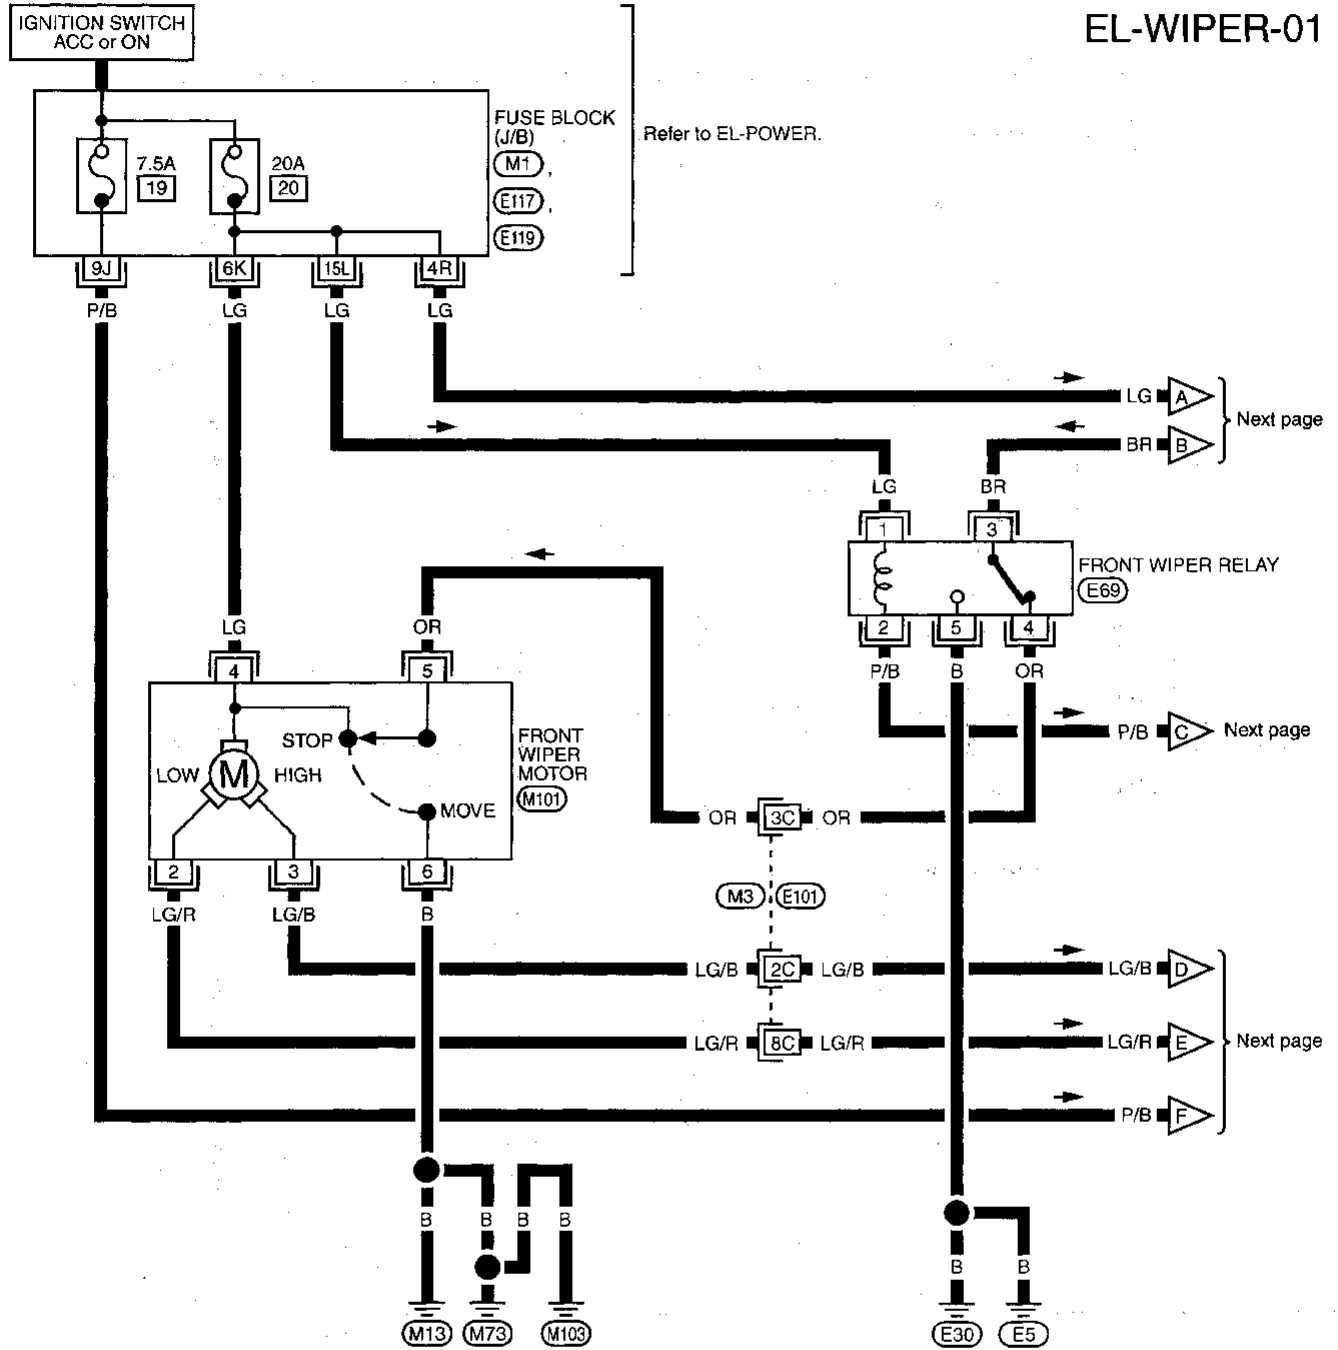 EL-WIPER-01
IGNITION SWITCH
ACC or ON
FUSE BLOCK
(J/B)
M1 ,
E117 ,
E119
Refer to EL-POWER.
7.5A
19
20A
20
9J
6K
15L
4R
P/B
LG
LG
LG
LG
A
BR
B
Next page
LG
BR
1
3
FRONT WIPER RELAY
E69
2
5
4
P/B
B
OR
LG
OR
4
5
STOP
FRONT
WIPER
MOTOR
M101
LOW
M
HIGH
MOVE
P/B
C
Next page
OR
3C
OR
2
3
6
M3
E101
LG/R
LG/B
B
LG/B
2C
LG/B
LG/B
D
LG/R
8C
LG/R
LG/R
E
Next page
P/B
F
B
B
B
B
B
B
M13
M73
M103
E30
E5